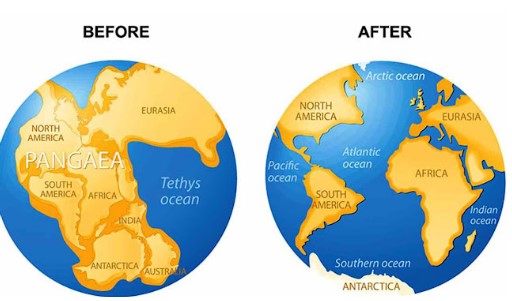 BEFORE
AFTER
EURASIA
NORTH
AMERICA
PANGAEA
SOUTH
AMERICA
AFRICA
Tethys
ocean
INDIA
ANTARCTICA
AUSTRALIA
Arctic ocean
NORTH
AMERICA
EURASIA
Atlantic
ocean
Pacific
ocean
AFRICA
SOUTH
AMERICA
Indian
ocean
Southern ocean
ANTARCTICA